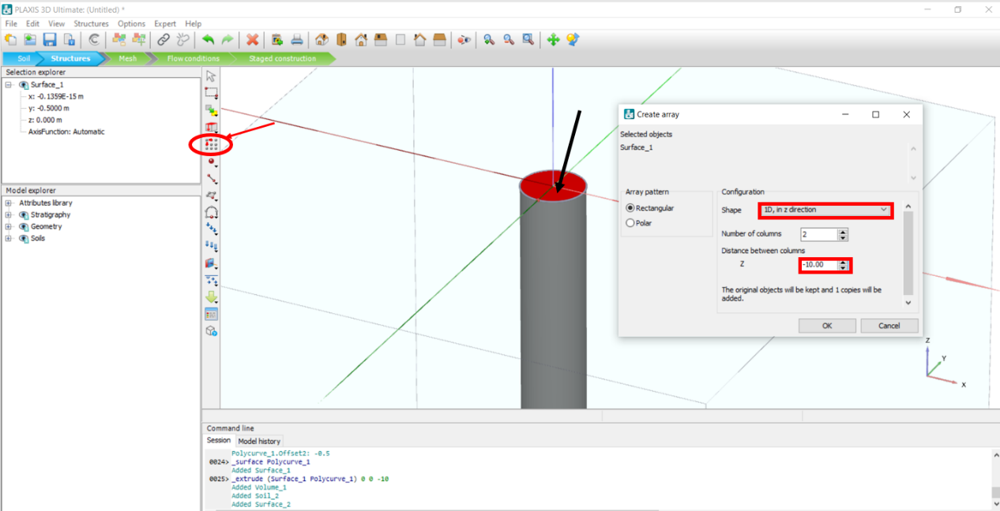 PLAXIS 3D Ultimate: (Untitled) *
File Edit View Structures Options Expert Help
Soil Structures Mesh Flow conditions Staged construction
Selection explorer
Surface_1
x: -0.1359E-15 m
y: -0.5000 m
z: 0.000 m
AxisFunction: Automatic
Model explorer
Attributes library
Stratigraphy
Geometry
Soils
Create array
Selected objects
Surface_1
Array pattern
Rectangular
Polar
Configuration
Shape 1D, in z direction
Number of columns 2
Distance between columns
Z -10.00
The original objects will be kept and 1 copies will be
added.
OK Cancel
Z
Y
X
Command line
Session Model history
Polycurve_1.Offset2: -0.5
0024> _surface Polycurve_1
Added Surface_1
0025> _extrude (Surface_1 Polycurve_1) 0 0 -10
Added Volume_1
Added Soil_2
Added Surface_2